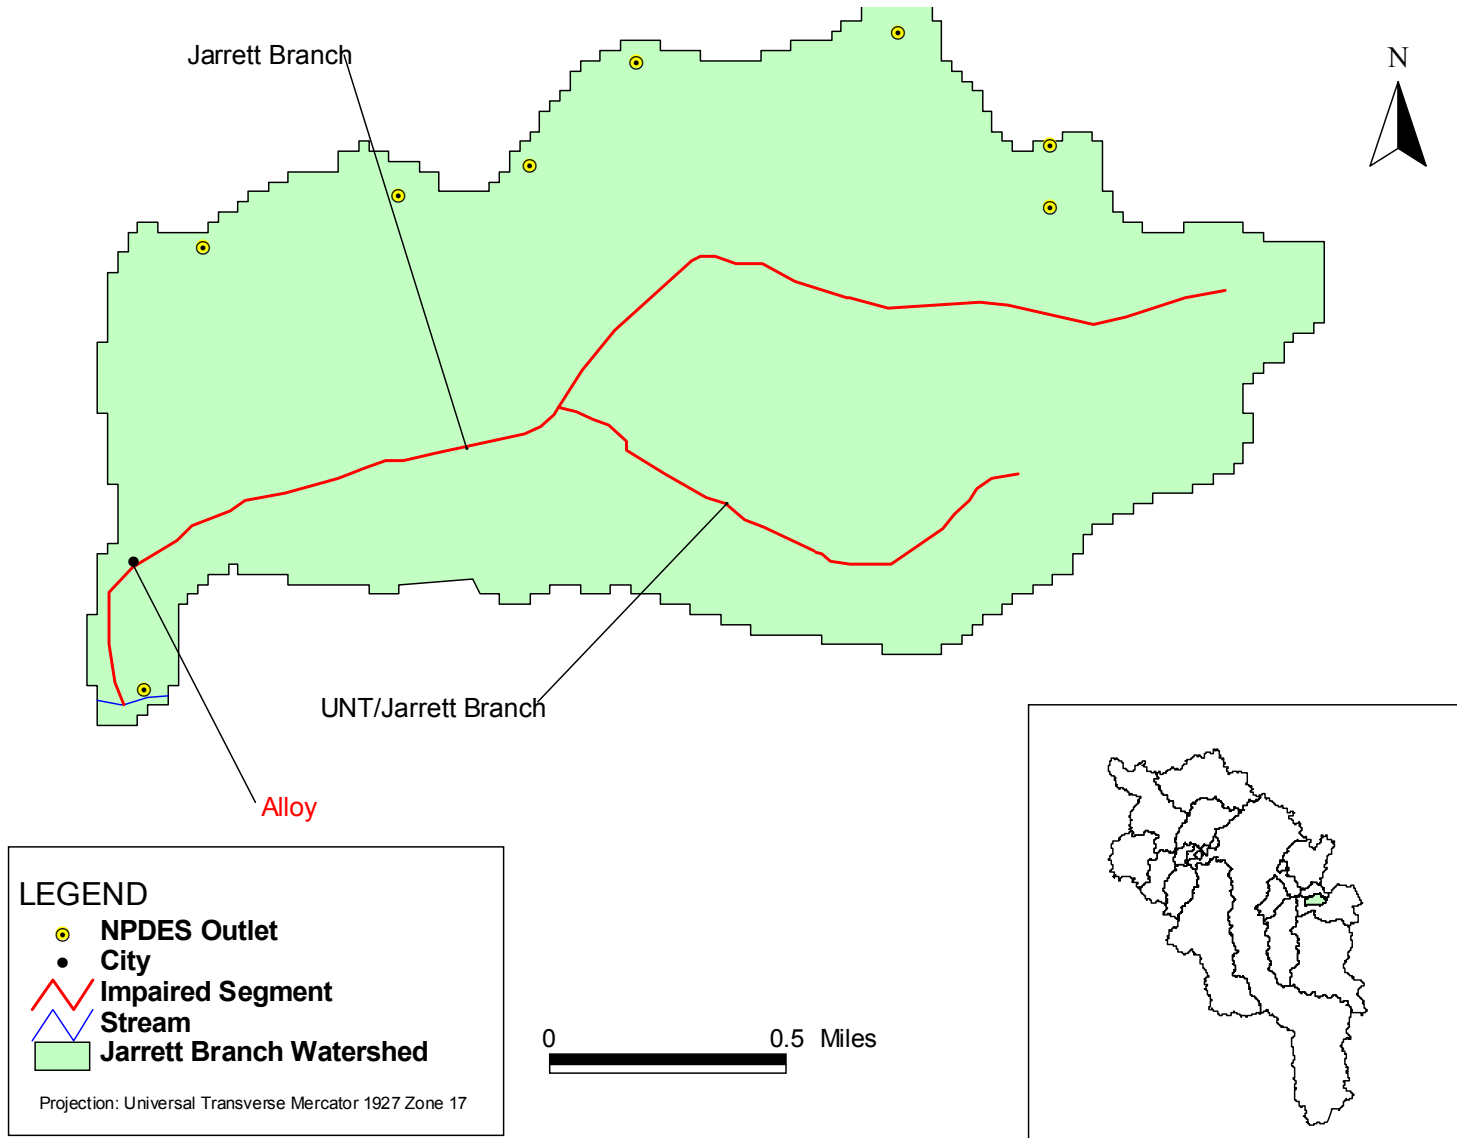 Jarrett Branch
N
UNT/Jarrett Branch
Alloy
LEGEND
NPDES Outlet
City
Impaired Segment
Stream
Jarrett Branch Watershed
Projection: Universal Transverse Mercator 1927 Zone 17
0 0.5 Miles